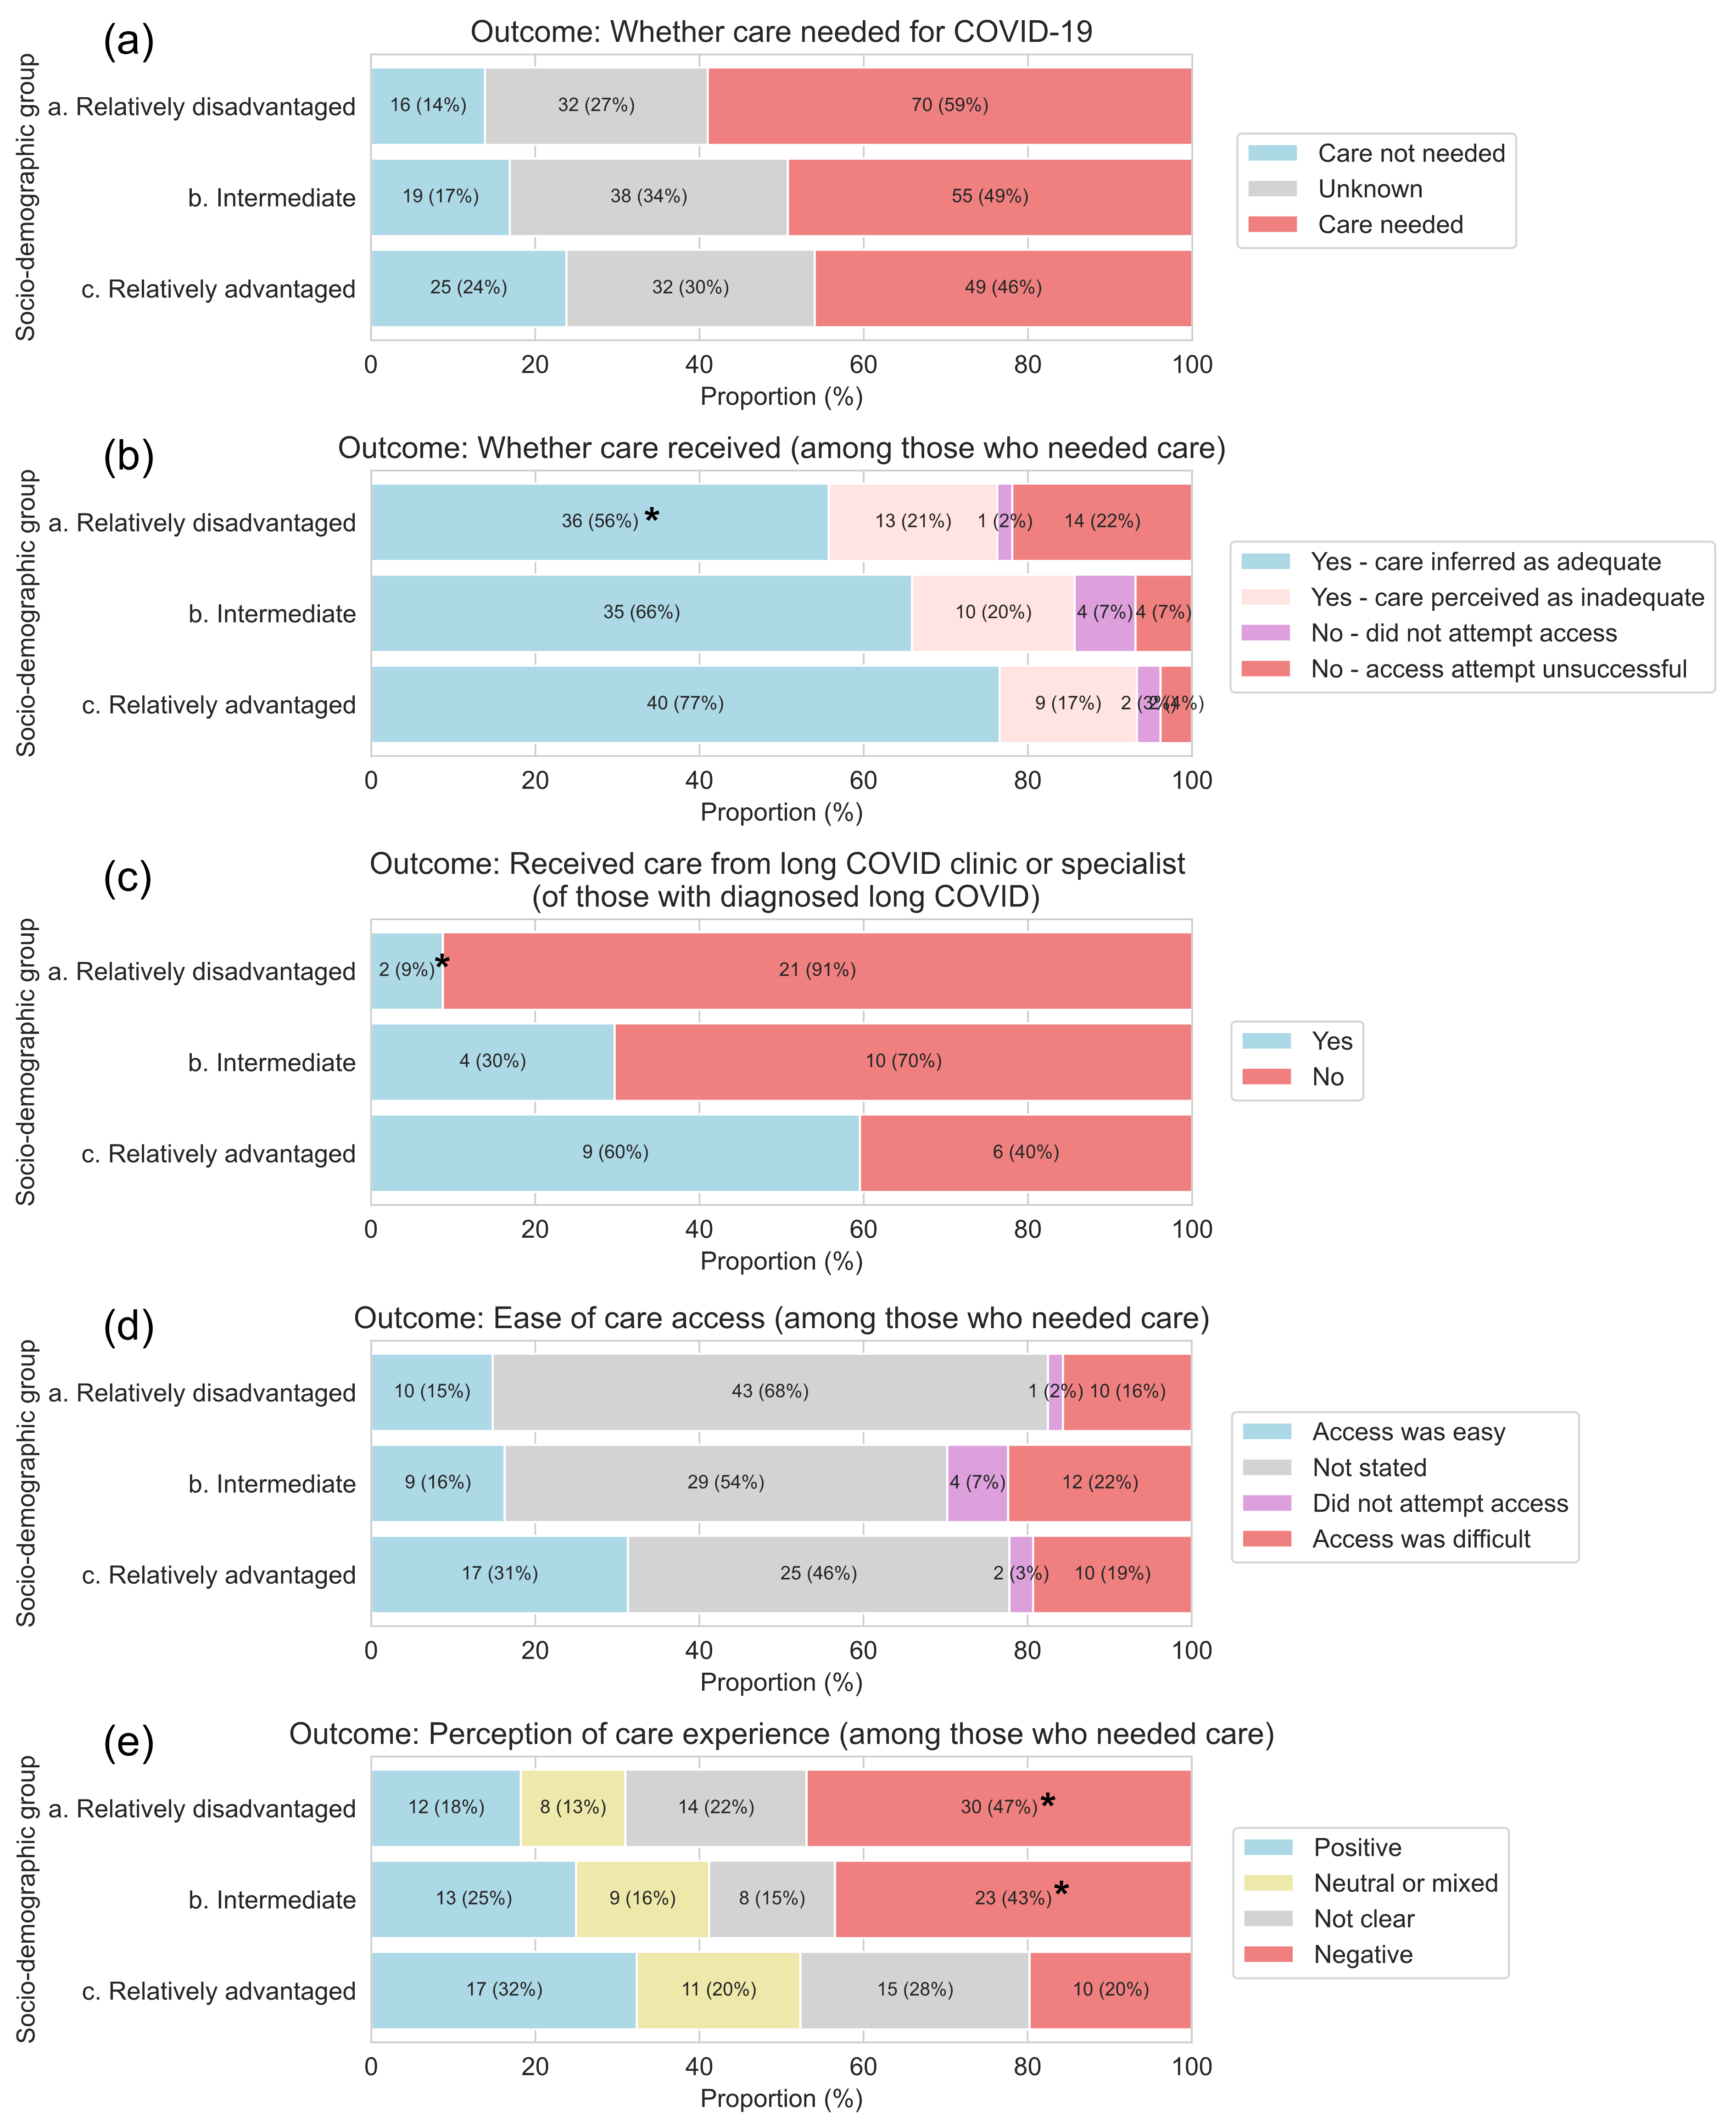 (a)
Outcome: Whether care needed for COVID-19
Socio-demographic group
a. Relatively disadvantaged
16 (14%)
32 (27%)
70 (59%)
b. Intermediate
19 (17%)
38 (34%)
55 (49%)
c. Relatively advantaged
25 (24%)
32 (30%)
49 (46%)
0 20 40 60 80 100
Proportion (%)
Care not needed
Unknown
Care needed
(b)
Outcome: Whether care received (among those who needed care)
Socio-demographic group
a. Relatively disadvantaged
36 (56%) *
13 (21%)
1 (2%)
14 (22%)
b. Intermediate
35 (66%)
10 (20%)
4 (7%)
4 (7%)
c. Relatively advantaged
40 (77%)
9 (17%)
2 (3%)
2 (4%)
0 20 40 60 80 100
Proportion (%)
Yes - care inferred as adequate
Yes - care perceived as inadequate
No - did not attempt access
No - access attempt unsuccessful
(c)
Outcome: Received care from long COVID clinic or specialist
(of those with diagnosed long COVID)
Socio-demographic group
a. Relatively disadvantaged
2 (9%) *
21 (91%)
b. Intermediate
4 (30%)
10 (70%)
c. Relatively advantaged
9 (60%)
6 (40%)
0 20 40 60 80 100
Proportion (%)
Yes
No
(d)
Outcome: Ease of care access (among those who needed care)
Socio-demographic group
a. Relatively disadvantaged
10 (15%)
43 (68%)
1 (2%)
10 (16%)
b. Intermediate
9 (16%)
29 (54%)
4 (7%)
12 (22%)
c. Relatively advantaged
17 (31%)
25 (46%)
2 (3%)
10 (19%)
0 20 40 60 80 100
Proportion (%)
Access was easy
Not stated
Did not attempt access
Access was difficult
(e)
Outcome: Perception of care experience (among those who needed care)
Socio-demographic group
a. Relatively disadvantaged
12 (18%)
8 (13%)
14 (22%)
30 (47%) *
b. Intermediate
13 (25%)
9 (16%)
8 (15%)
23 (43%) *
c. Relatively advantaged
17 (32%)
11 (20%)
15 (28%)
10 (20%)
0 20 40 60 80 100
Proportion (%)
Positive
Neutral or mixed
Not clear
Negative